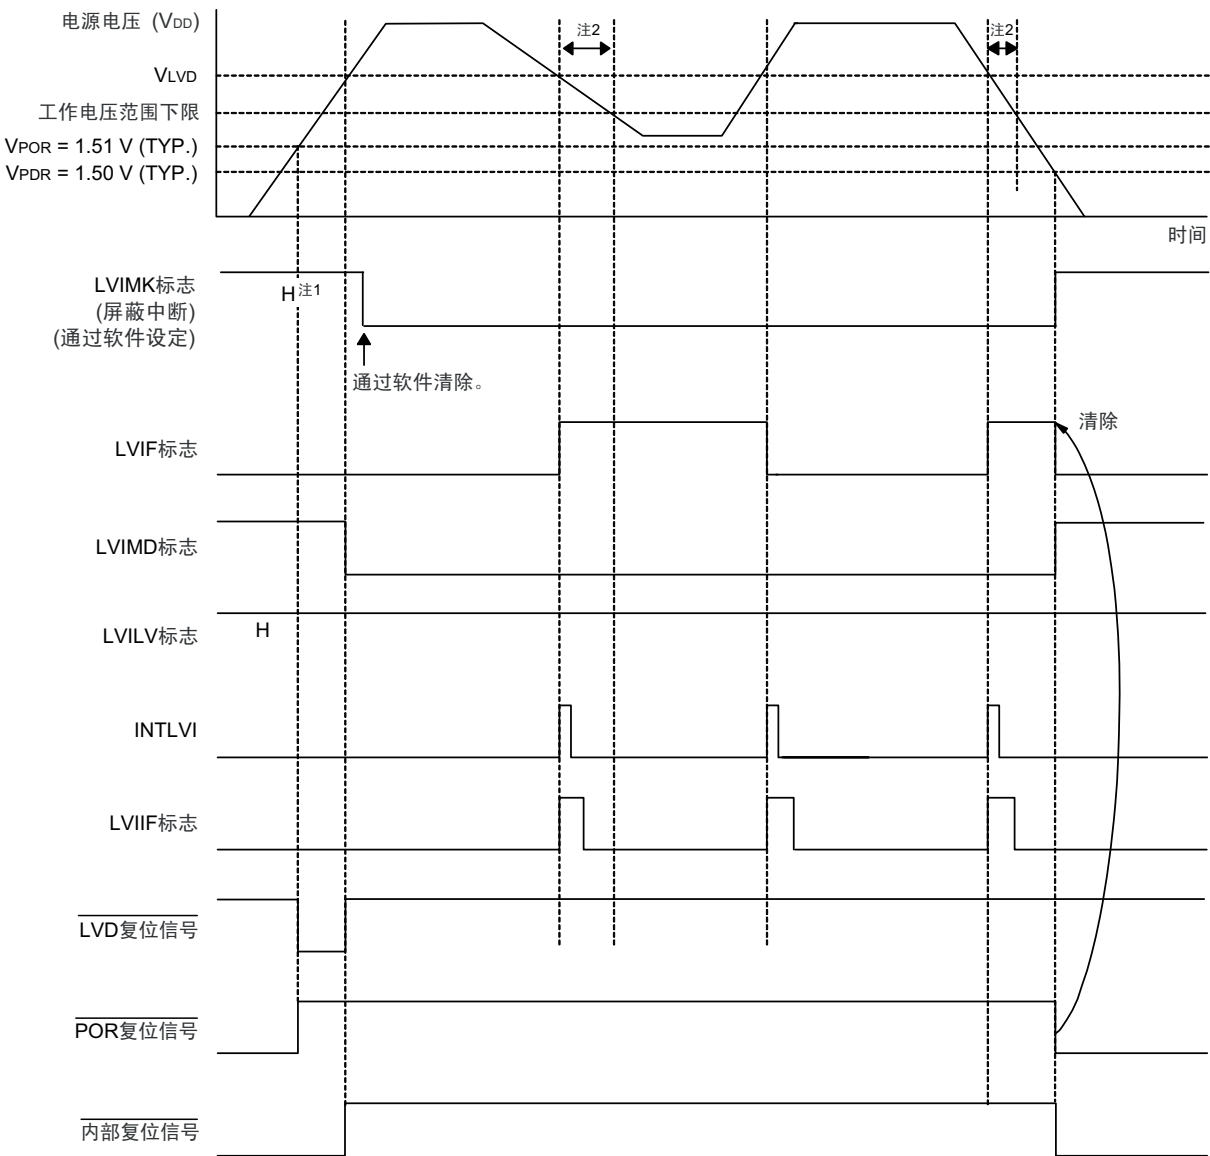 电源电压 (VDD)
注2
注2
VLVD
工作电压范围下限
VPOR = 1.51 V (TYP.)
VPDR = 1.50 V (TYP.)
时间
LVIMK标志
(屏蔽中断)
(通过软件设定)
H注1
通过软件清除。
LVIF标志
清除
LVIMD标志
LVILV标志
H
INTLVI
LVIIF标志
LVD复位信号
POR复位信号
内部复位信号